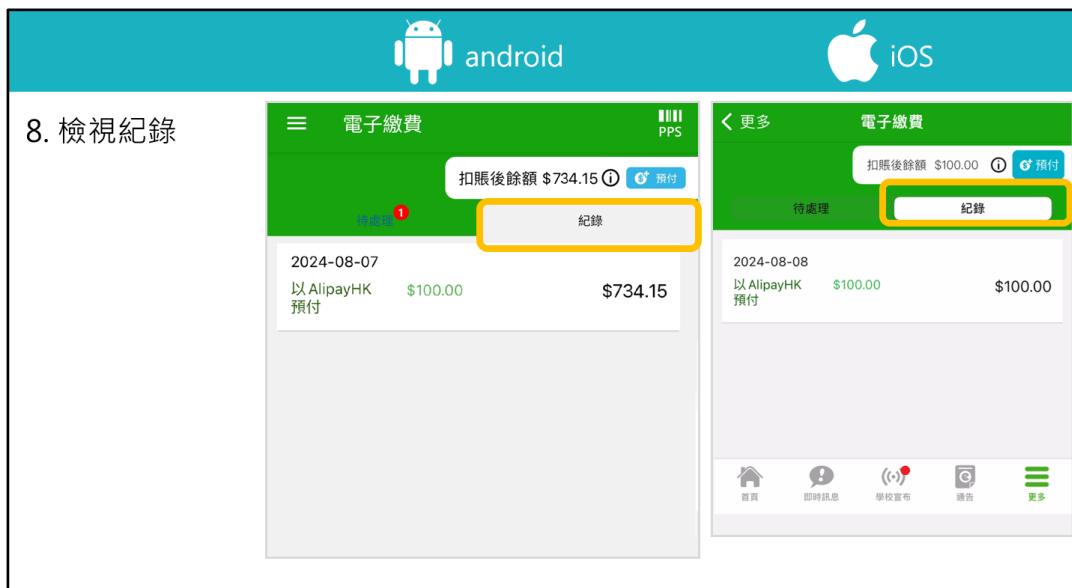 android
iOS
8. 檢視紀錄
電子繳費
PPS
扣賬後餘額 $734.15
預付
待處理
1
紀錄
2024-08-07
以 AlipayHK
預付
$100.00
$734.15
更多
電子繳費
扣賬後餘額 $100.00
預付
待處理
紀錄
2024-08-08
以 AlipayHK
預付
$100.00
$100.00
首頁
即時訊息
學校宣布
通告
更多